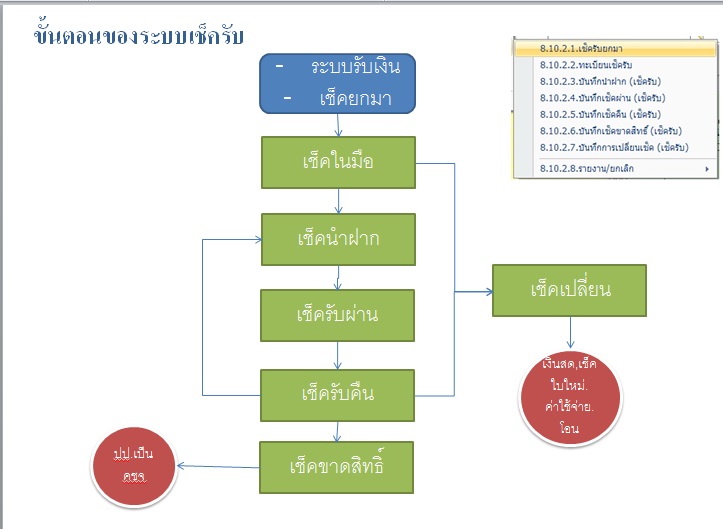 ขั้นตอนของระบบเช็ครับ
- ระบบรับเงิน
- เช็คยกมา
8.10.2.1.เช็ครับยกมา
8.10.2.2.ทะเบียนเช็ครับ
8.10.2.3.บันทึกนำฝาก (เช็ครับ)
8.10.2.4.บันทึกเช็คผ่าน (เช็ครับ)
8.10.2.5.บันทึกเช็คคืน (เช็ครับ)
8.10.2.6.บันทึกเช็คขาดสิทธิ์ (เช็ครับ)
8.10.2.7.บันทึกการเปลี่ยนเช็ค (เช็ครับ)
8.10.2.8.รายงาน/ยกเลิก
เช็คในมือ
เช็คนำฝาก
เช็ครับผ่าน
เช็ครับคืน
เช็คขาดสิทธิ์
เช็คเปลี่ยน
เงินสด,เช็ค
ใบใหม่.
ค่าใช้จ่าย.
โอน
ปป.เป็น
คชจ.